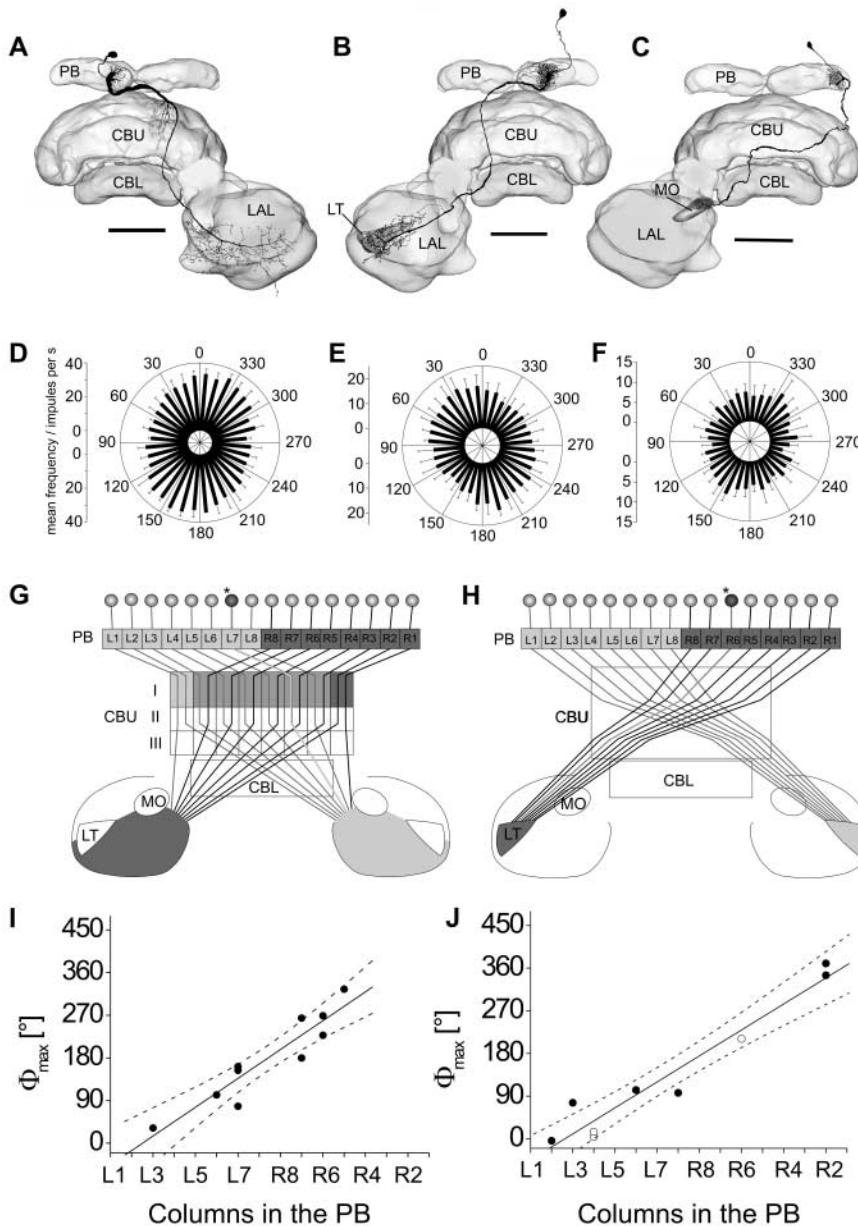 A
B
C
PB
PB
PB
CBU
CBU
CBU
CBL
CBL
CBL
MO
LAL
LT
LAL
LAL
D
E
F
mean frequency / impules per s
40
20
0
0
20
40
0
330
300
270
240
210
180
150
120
90
60
30
20
10
0
0
10
20
0
330
300
270
240
210
180
150
120
90
60
30
15
10
5
0
0
5
10
15
0
330
300
270
240
210
180
150
120
90
60
30
G
H
*
*
PB
L1 L2 L3 L4 L5 L6 L7 L8 R8 R7 R6 R5 R4 R3 R2 R1
PB
L1 L2 L3 L4 L5 L6 L7 L8 R8 R7 R6 R5 R4 R3 R2 R1
I
CBU II
III
CBU
CBL
CBL
MO
MO
LT
LT
I
J
Φmax [°]
450
360
270
180
90
0
L1 L3 L5 L7 R8 R6 R4 R2
Columns in the PB
Φmax [°]
450
360
270
180
90
0
L1 L3 L5 L7 R8 R6 R4 R2
Columns in the PB